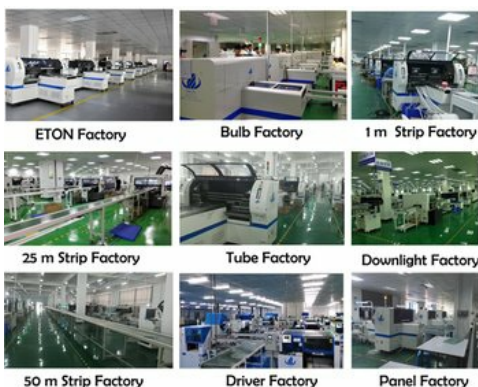 ETON Factory
Bulb Factory
1 m Strip Factory
25 m Strip Factory
Tube Factory
Downlight Factory
50 m Strip Factory
Driver Factory
Panel Factory